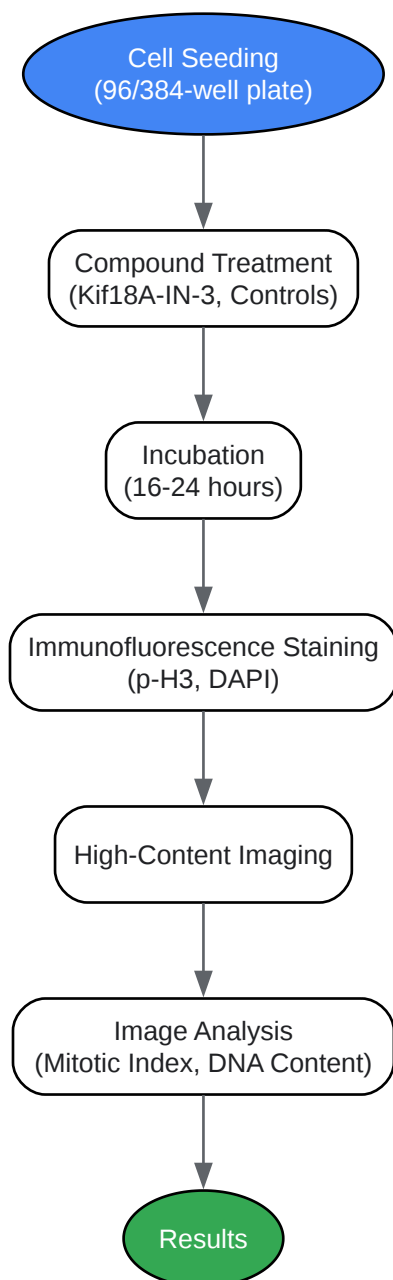 Cell Seeding
(96/384-well plate)
Compound Treatment
(Kif18A-IN-3, Controls)
Incubation
(16-24 hours)
Immunofluorescence Staining
(p-H3, DAPI)
High-Content Imaging
Image Analysis
(Mitotic Index, DNA Content)
Results